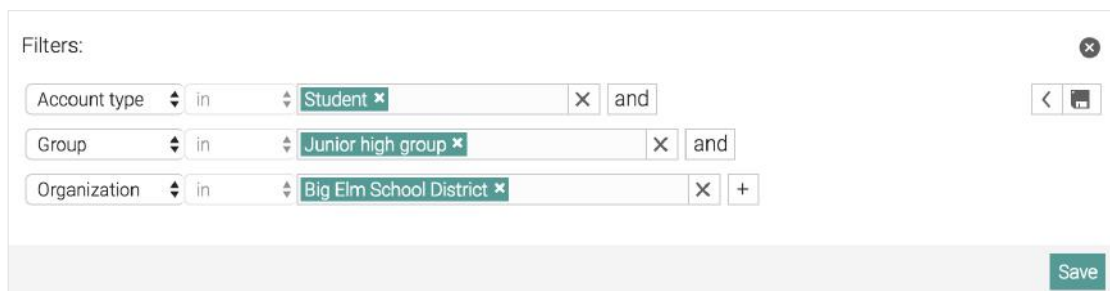 Filters:
Account type in Student × and
Group in Junior high group × and
Organization in Big Elm School District × +
Save